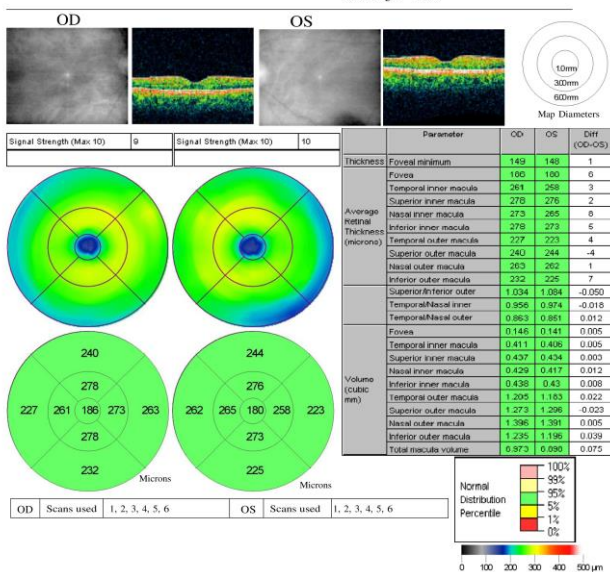 OD OS
1.0mm
3.00mm
6.00mm
Map Diameters
Signal Strength (Max 10) 9 Signal Strength (Max 10) 10
Parameter OD OS Diff (OD-OS)
Thickness Foveal minimum 149 148 1
Average Retinal Thickness (microns)
Fovea 186 180 6
Temporal inner macula 261 258 3
Superior inner macula 278 276 2
Nasal inner macula 273 265 8
Inferior inner macula 278 273 5
Temporal outer macula 227 223 4
Superior outer macula 240 244 -4
Nasal outer macula 263 262 1
Inferior outer macula 232 225 7
Superior/Inferior outer 1.034 1.084 -0.050
Temporal/Nasal inner 0.956 0.974 -0.018
Temporal/Nasal outer 0.863 0.851 0.012
Volume (cubic mm)
Fovea 0.146 0.141 0.005
Temporal inner macula 0.411 0.406 0.005
Superior inner macula 0.437 0.434 0.003
Nasal inner macula 0.429 0.417 0.012
Inferior inner macula 0.438 0.43 0.008
Temporal outer macula 1.205 1.183 0.022
Superior outer macula 1.273 1.296 -0.023
Nasal outer macula 1.396 1.391 0.005
Inferior outer macula 1.235 1.196 0.039
Total macula volume 6.973 6.898 0.075
240
278
227 261 186 273 263
278
232
Microns
244
276
262 265 180 258 223
273
225
Microns
OD Scans used 1, 2, 3, 4, 5, 6 OS Scans used 1, 2, 3, 4, 5, 6
Normal Distribution Percentile
100%
99%
95%
5%
1%
0%
0 100 200 300 400 500 µm